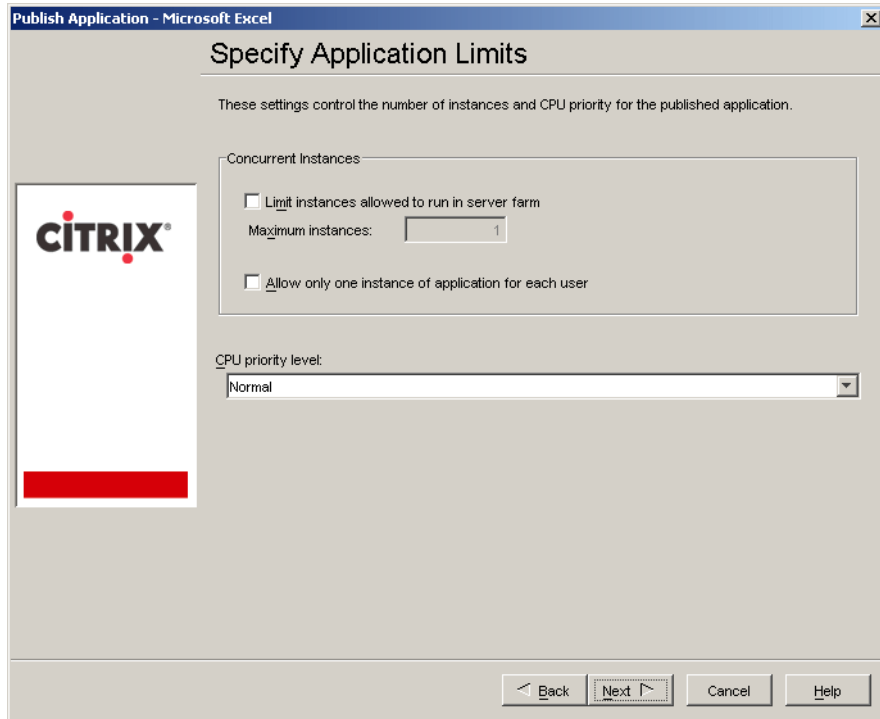 Publish Application - Microsoft Excel
Specify Application Limits
These settings control the number of instances and CPU priority for the published application.
Concurrent Instances
Limit instances allowed to run in server farm
Maximum instances: 1
Allow only one instance of application for each user
CITRIX®
CPU priority level:
Normal
Back Next Cancel Help